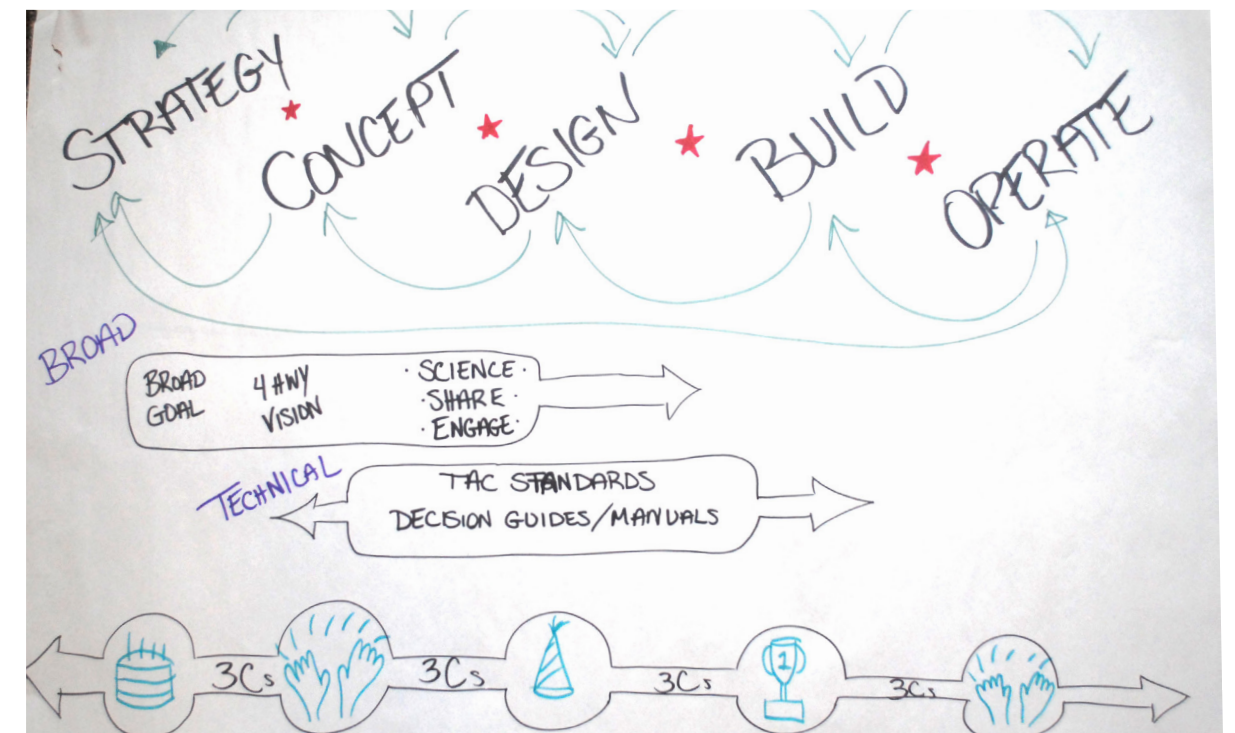 STRATEGY
CONCEPT
DESIGN
BUILD
OPERATE
BROAD
BROAD
GOAL
4 HWY
VISION
· SCIENCE ·
· SHARE ·
· ENGAGE ·
TECHNICAL
TAC STANDARDS
DECISION GUIDES/MANUALS
3Cs
3Cs
3Cs
1
3Cs